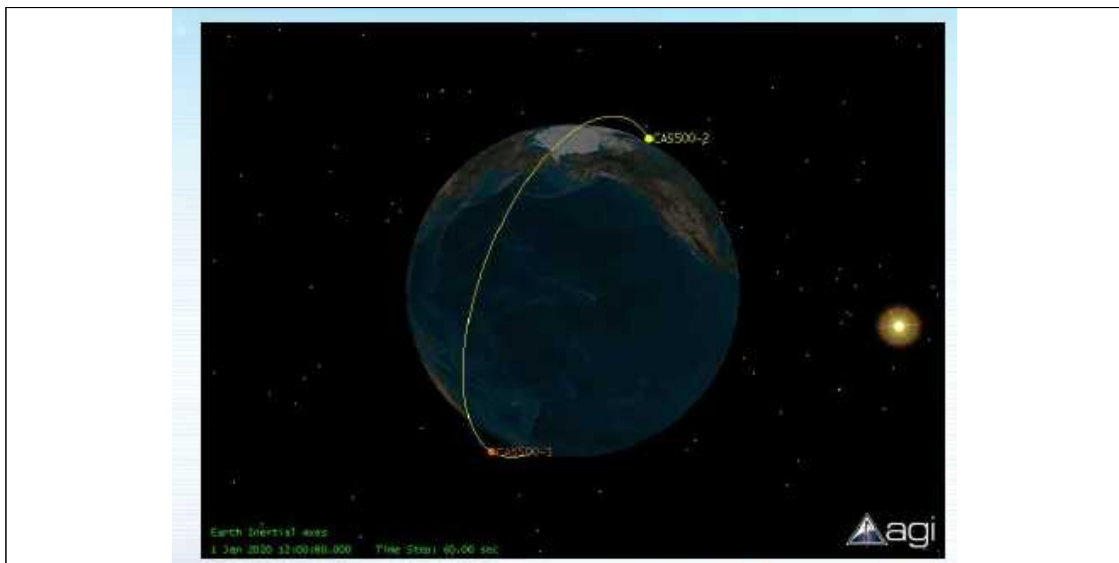 CAS500-2
CAS500-1
Earth Inertial Axes
1 Jan 2020 12:00:00.000 Time Step: 60.00 sec
agi